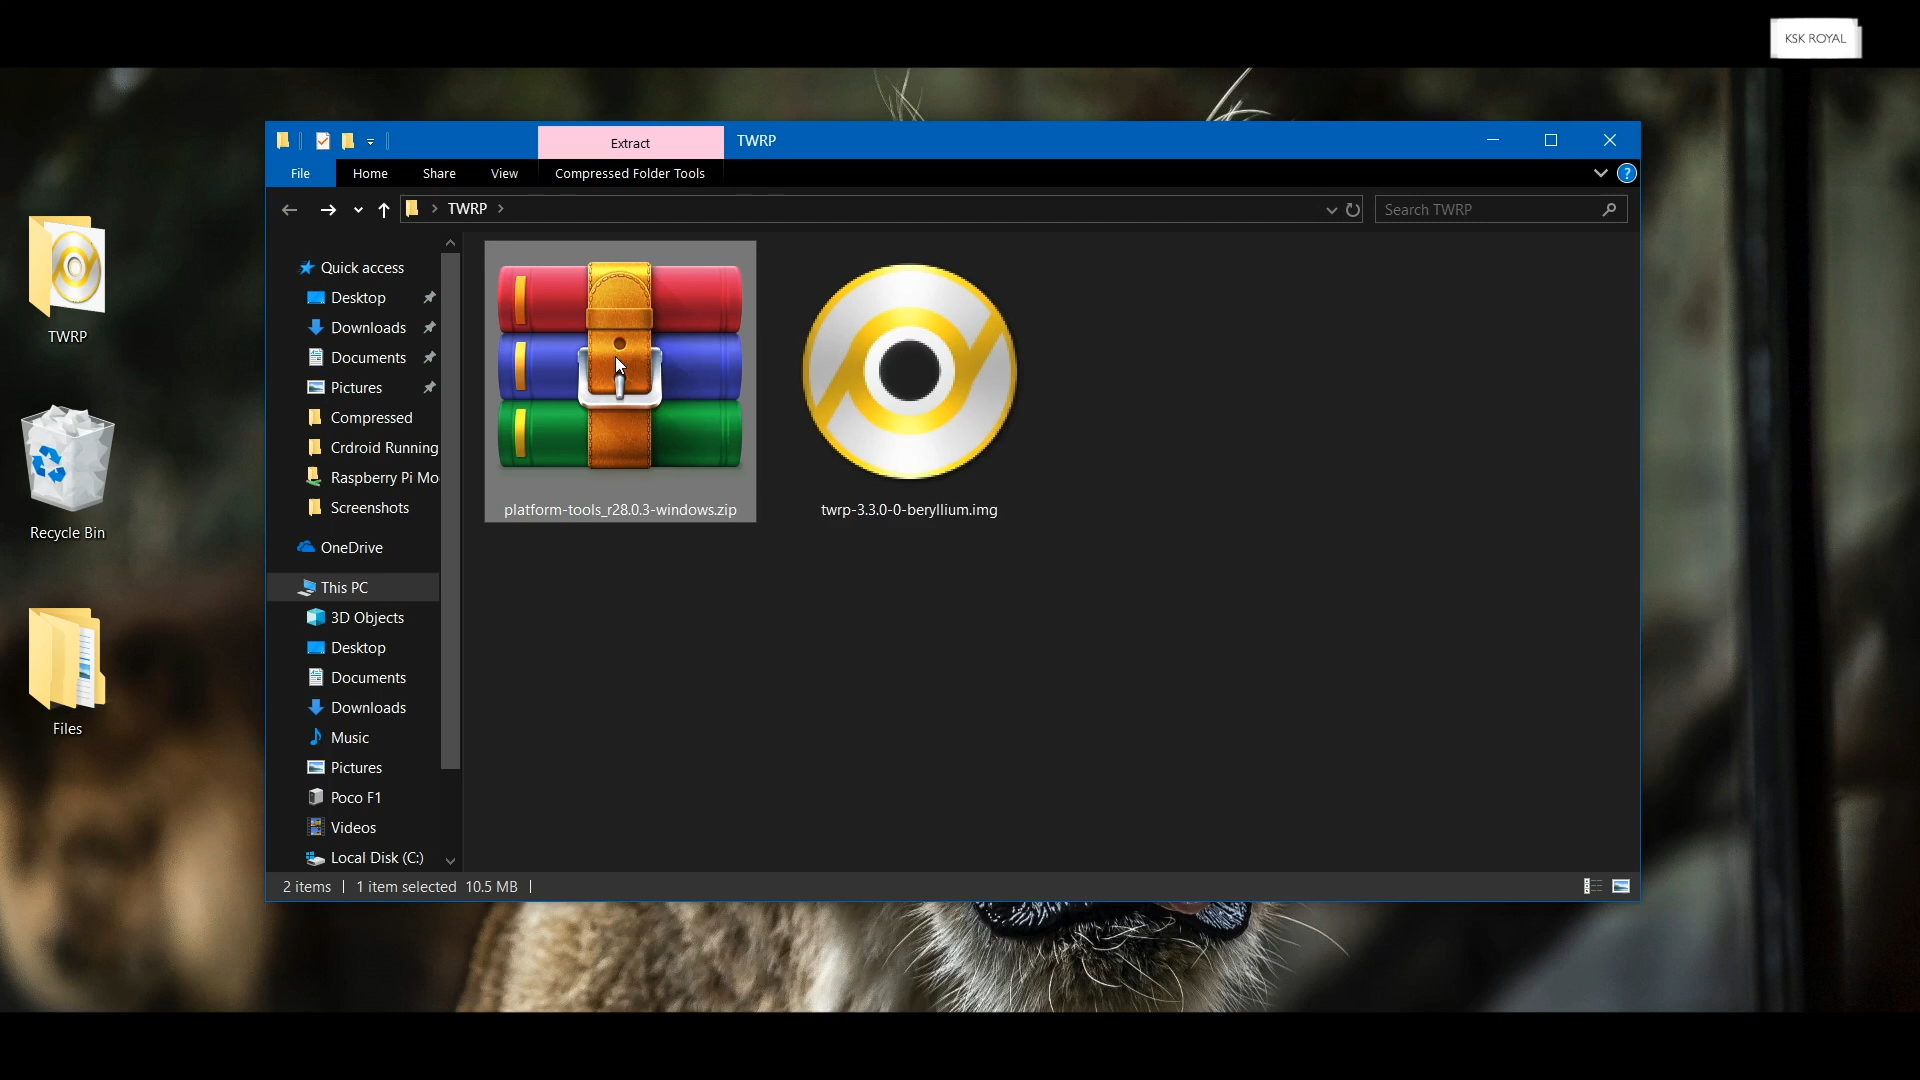 KSK ROYAL
Extract
TWRP
File
Home
Share
View
Compressed Folder Tools
?
TWRP
Search TWRP
TWRP
Recycle Bin
Files
Quick access
Desktop
Downloads
Documents
Pictures
Compressed
Crdroid Running
Raspberry Pi Mo
Screenshots
OneDrive
This PC
3D Objects
Desktop
Documents
Downloads
Music
Pictures
Poco F1
Videos
Local Disk (C:)
platform-tools_r28.0.3-windows.zip
twrp-3.3.0-0-beryllium.img
2 items
1 item selected 10.5 MB